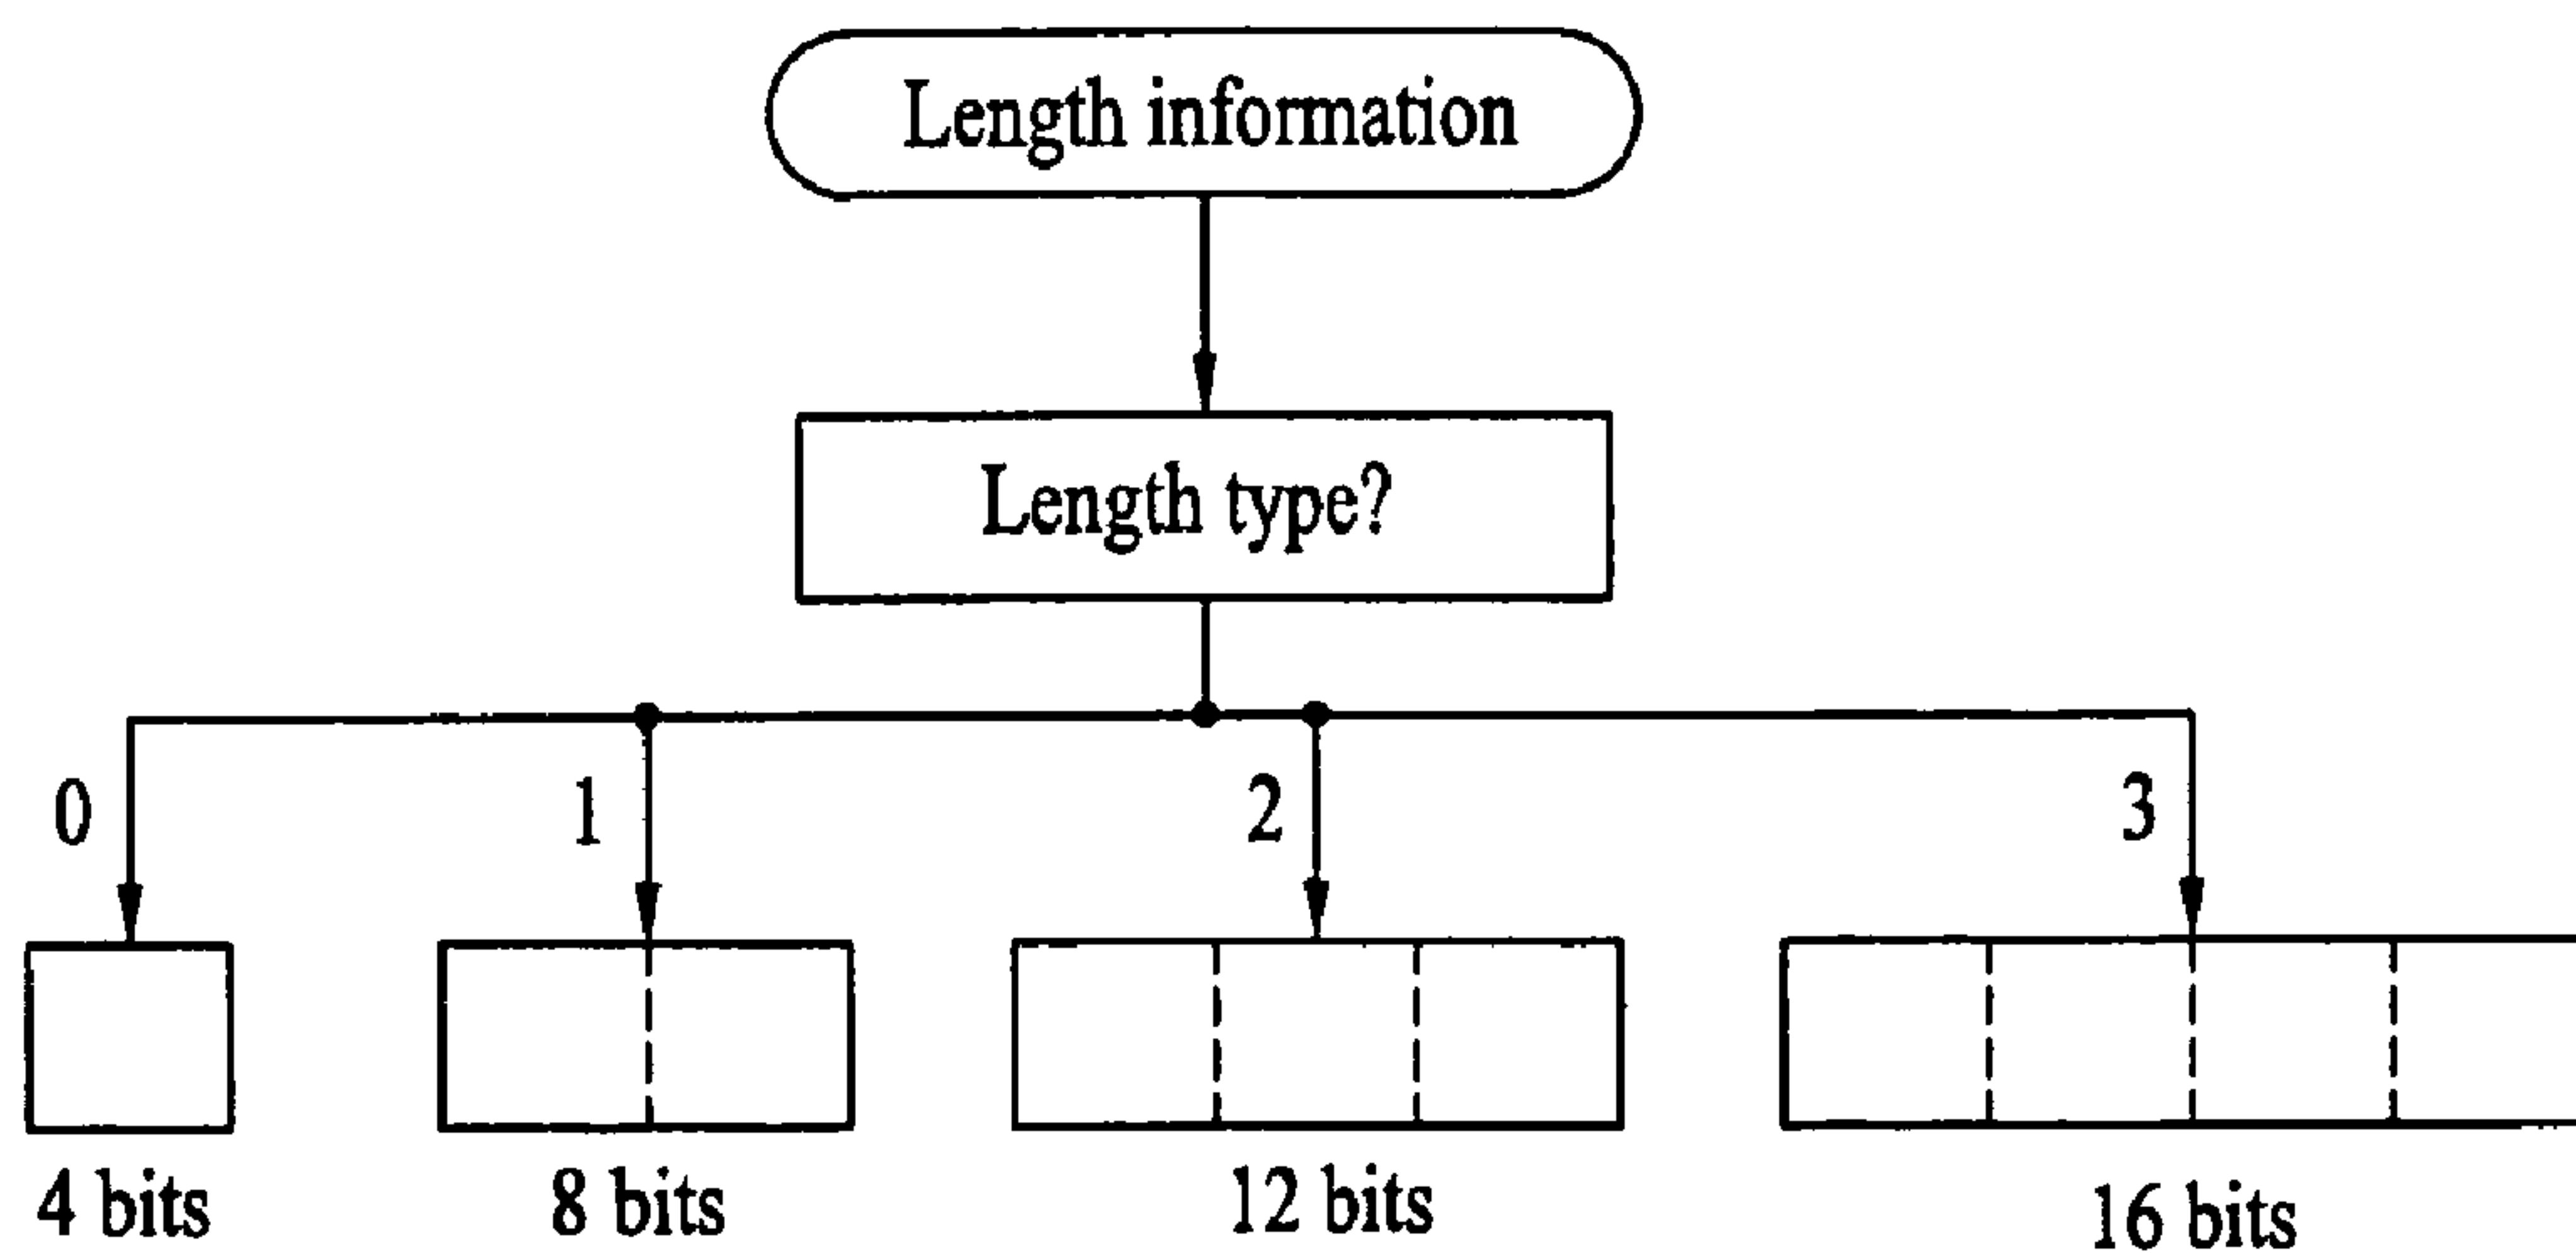 Length information
Length type?
0
1
2
3
4 bits
8 bits
12 bits
16 bits